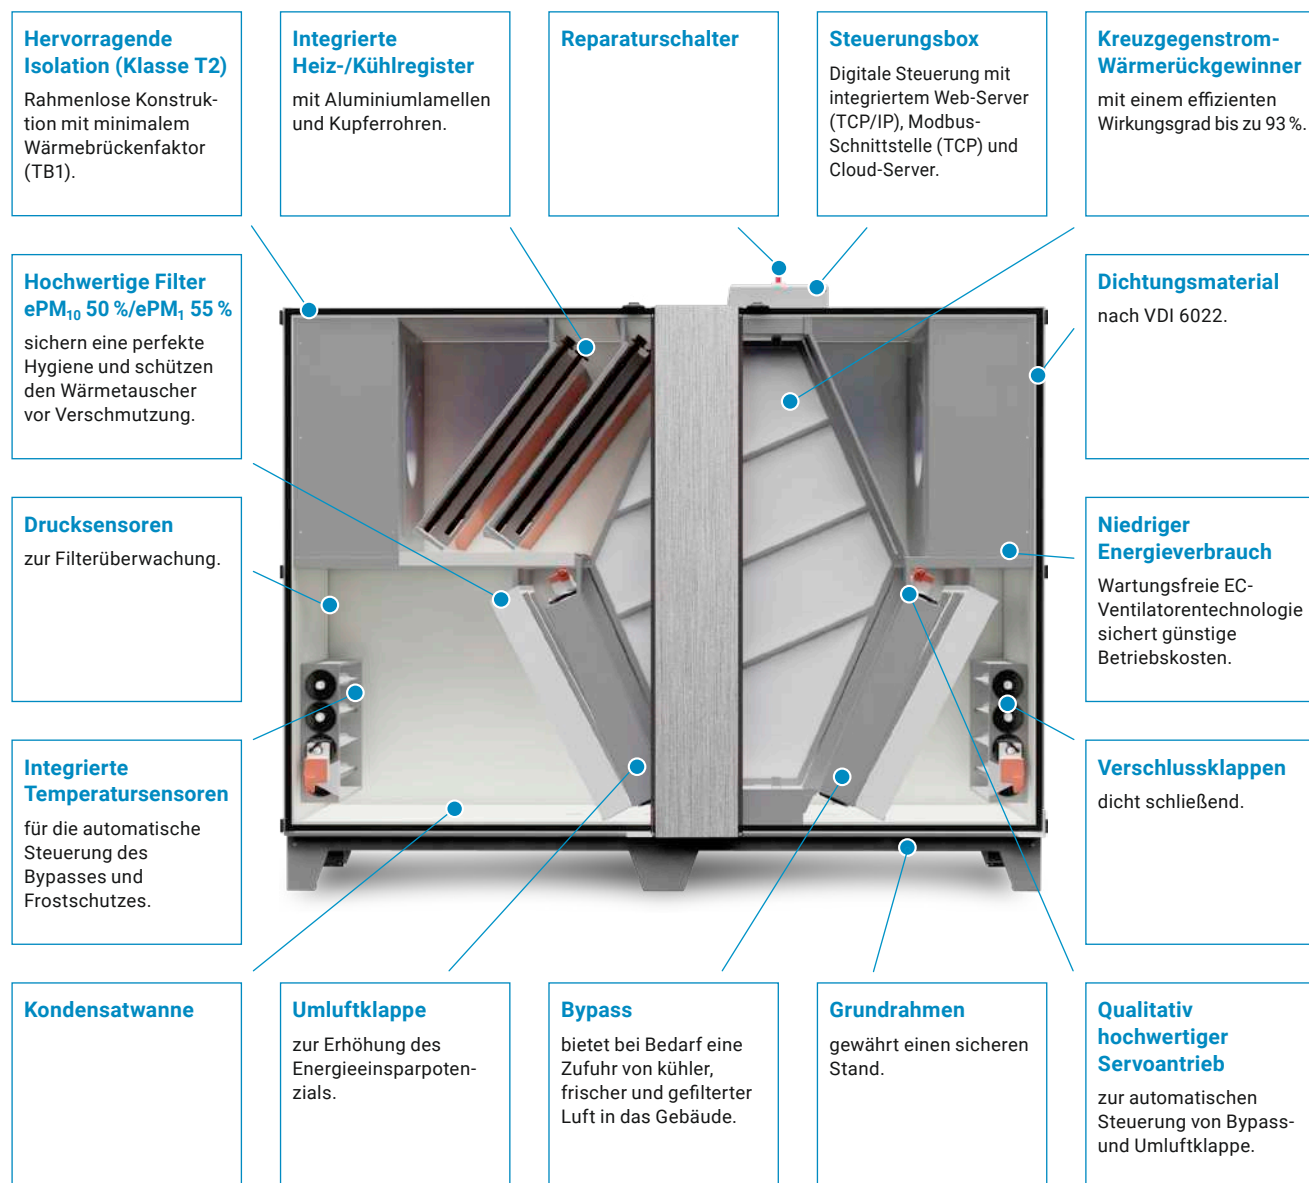 Hervorragende
Isolation (Klasse T2)
Rahmenlose Konstruk-
tion mit minimalem
Wärmebrückenfaktor
(TB1).
Integrierte
Heiz-/Kühlregister
mit Aluminiumlamellen
und Kupferrohren.
Reparaturschalter
Steuerungsbox
Digitale Steuerung mit
integriertem Web-Server
(TCP/IP), Modbus-
Schnittstelle (TCP) und
Cloud-Server.
Kreuzgegenstrom-
Wärmerückgewinner
mit einem effizienten
Wirkungsgrad bis zu 93 %.
Hochwertige Filter
ePM₁₀ 50 %/ePM₁ 55 %
sichern eine perfekte
Hygiene und schützen
den Wärmetauscher
vor Verschmutzung.
Dichtungsmaterial
nach VDI 6022.
Drucksensoren
zur Filterüberwachung.
Niedriger
Energieverbrauch
Wartungsfreie EC-
Ventilatorentechnologie
sichert günstige
Betriebskosten.
Integrierte
Temperatursensoren
für die automatische
Steuerung des
Bypasses und
Frostschutzes.
Verschlussklappen
dicht schließend.
Kondensatwanne
Umluftklappe
zur Erhöhung des
Energieeinsparpoten-
zials.
Bypass
bietet bei Bedarf eine
Zufuhr von kühler,
frischer und gefilterter
Luft in das Gebäude.
Grundrahmen
gewährt einen sicheren
Stand.
Qualitativ
hochwertiger
Servoantrieb
zur automatischen
Steuerung von Bypass-
und Umluftklappe.